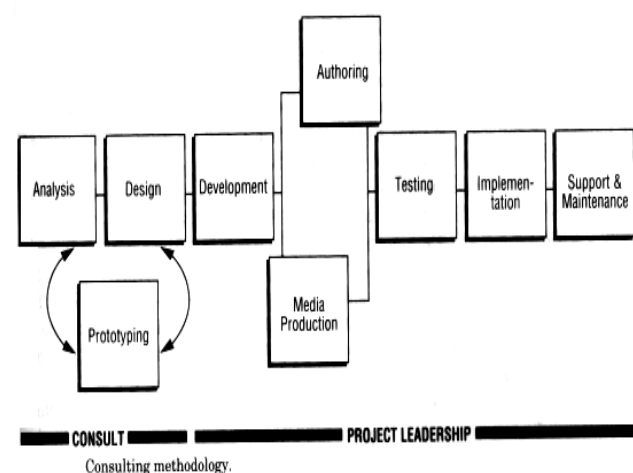 Authoring
Analysis
Design
Development
Testing
Implemen-
tation
Support &
Maintenance
Media
Production
Prototyping
CONSULT
PROJECT LEADERSHIP
Consulting methodology.